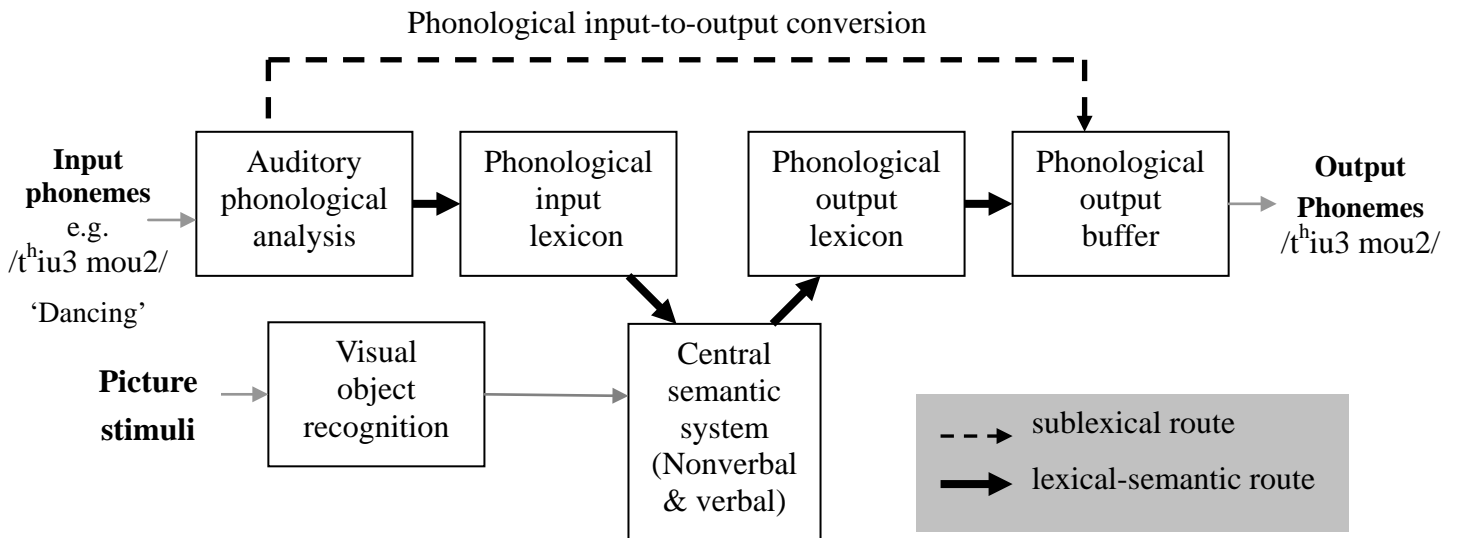 Phonological input-to-output conversion
Input
phonemes
e.g.
/tʰiu3 mou2/
‘Dancing’
Auditory
phonological
analysis
Phonological
input
lexicon
Phonological
output
lexicon
Phonological
output
buffer
Output
Phonemes
/tʰiu3 mou2/
Picture
stimuli
Visual
object
recognition
Central
semantic
system
(Nonverbal
& verbal)
sublexical route
lexical-semantic route